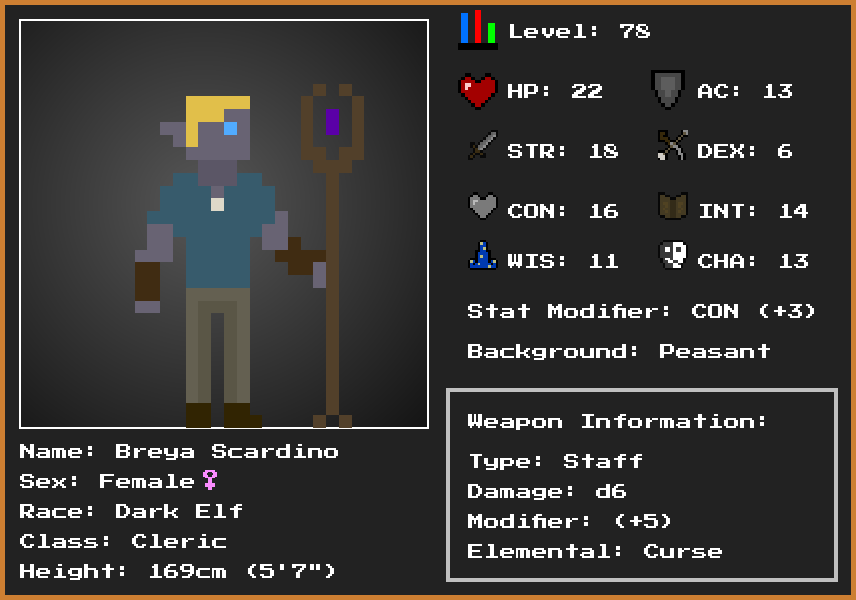 Level: 78
HP: 22 AC: 13
STR: 18 DEX: 6
CON: 16 INT: 14
WIS: 11 CHA: 13
Stat Modifier: CON (+3)
Background: Peasant
Weapon Information:
Type: Staff
Damage: d6
Modifier: (+5)
Elemental: Curse
Name: Breya Scardino
Sex: Female♀
Race: Dark Elf
Class: Cleric
Height: 169cm (5'7")